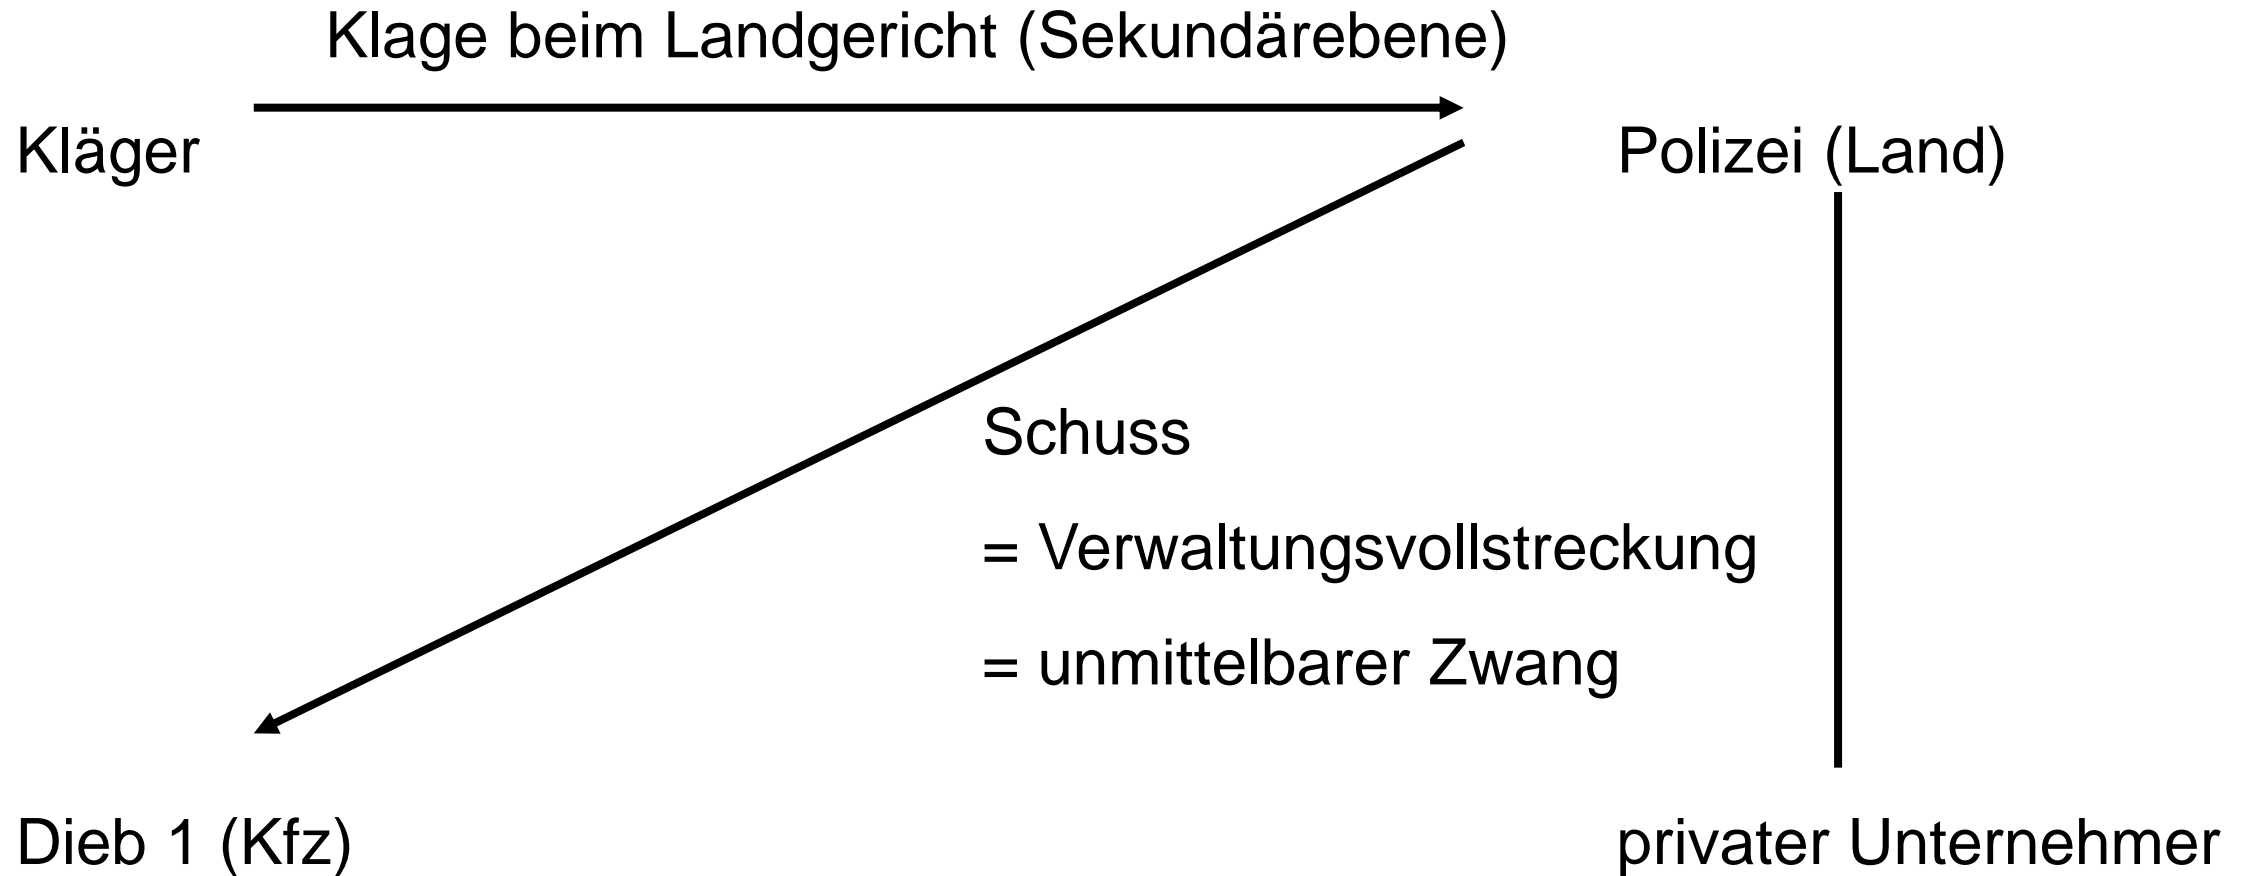 Klage beim Landgericht (Sekundärebene)
Kläger
Polizei (Land)
Schuss
= Verwaltungsvollstreckung
= unmittelbarer Zwang
Dieb 1 (Kfz)
privater Unternehmer